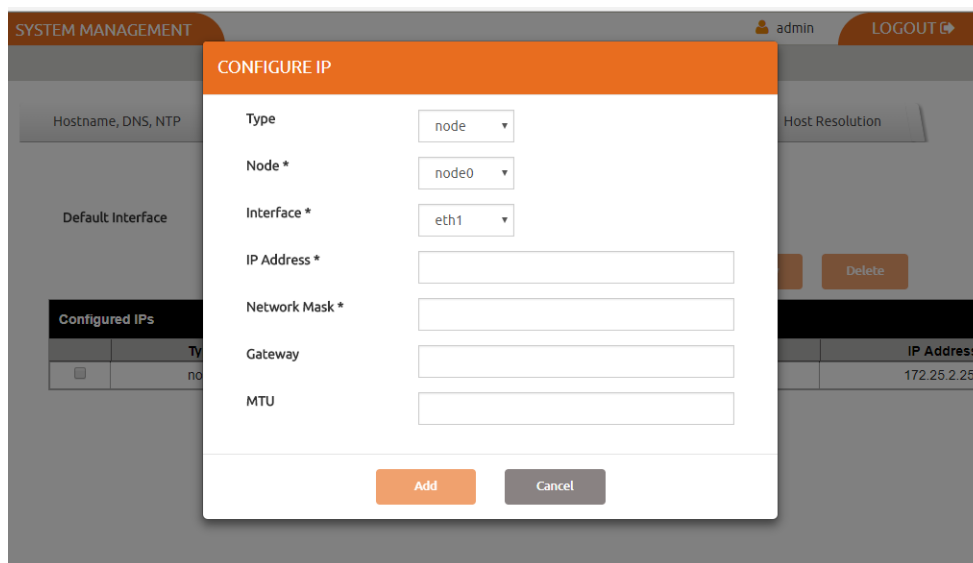 SYSTEM MANAGEMENT
admin
LOGOUT
CONFIGURE IP
Hostname, DNS, NTP
Host Resolution
Type
node
Node *
node0
Default Interface
Interface *
eth1
IP Address *
Delete
Network Mask *
Configured IPs
Gateway
IP Address
172.25.2.25
MTU
Add
Cancel